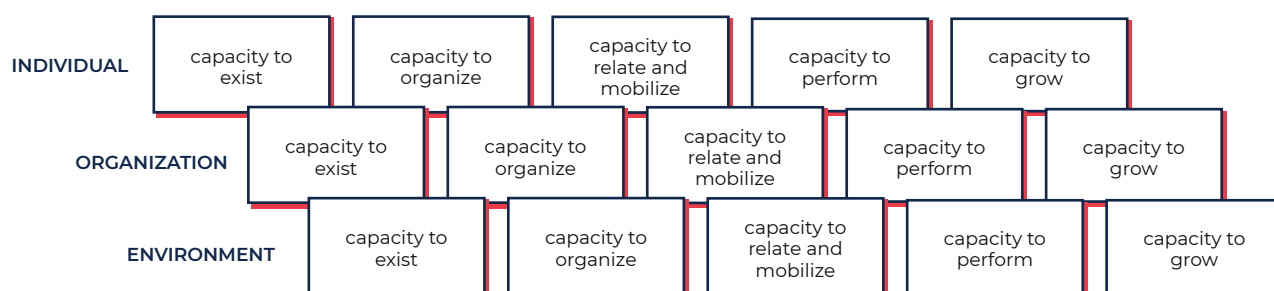 INDIVIDUAL
capacity to
exist
capacity to
organize
capacity to
relate and
mobilize
capacity to
perform
capacity to
grow
ORGANIZATION
capacity to
exist
capacity to
organize
capacity to
relate and
mobilize
capacity to
perform
capacity to
grow
ENVIRONMENT
capacity to
exist
capacity to
organize
capacity to
relate and
mobilize
capacity to
perform
capacity to
grow